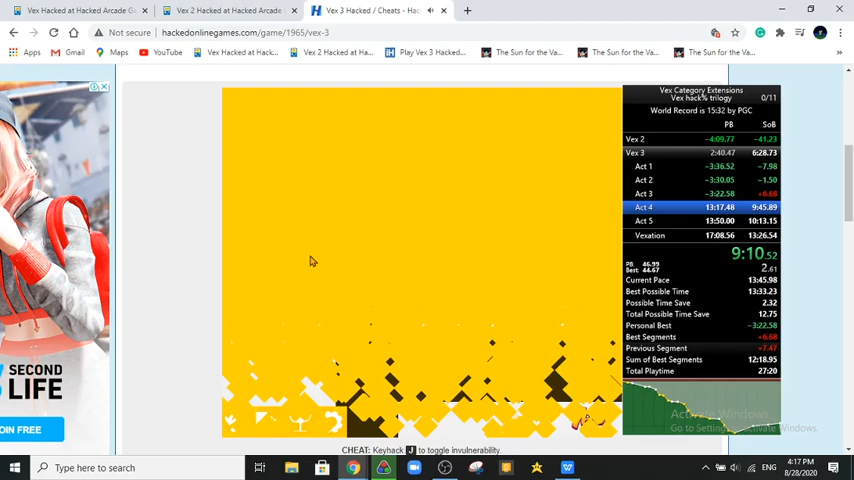 Vex Hacked at Hacked Arcade Ga
Vex 2 Hacked at Hacked Arcade G
Vex 3 Hacked / Cheats - Hac
Not secure | hackedonlinegames.com/game/1965/vex-3
Apps Gmail Maps YouTube Vex Hacked at Hack... Vex 2 Hacked at Ha... Play Vex 3 Hacked... The Sun for the Va... The Sun for the Va... The Sun for the Va...
Vex Category Extensions
Vex hack% trilogy 0/11
World Record is 15:32 by PGC
PB SoB
Vex 2 −4:09.77 −41.23
Vex 3 2:40.47 6:28.73
Act 1 −3:36.52 −7.98
Act 2 −3:30.05 −1.50
Act 3 −3:22.58 +6.68
Act 4 13:17.48 9:45.89
Act 5 13:50.00 10:13.15
Vexation 17:08.56 13:26.54
9:10.52
PB: 46.99
Best: 44.67 2.61
Current Pace 13:45.98
Best Possible Time 13:33.23
Possible Time Save 2.32
Total Possible Time Save 12.75
Personal Best −3:22.58
Best Segments +6.68
Previous Segment +7.47
Sum of Best Segments 12:18.95
Total Playtime 27:20
SECOND
LIFE
OIN FREE
Activate Windows
Go to Settings to activate Windows.
CHEAT: Keyhack J to toggle invulnerability.
Type here to search
ENG
4:17 PM
8/28/2020